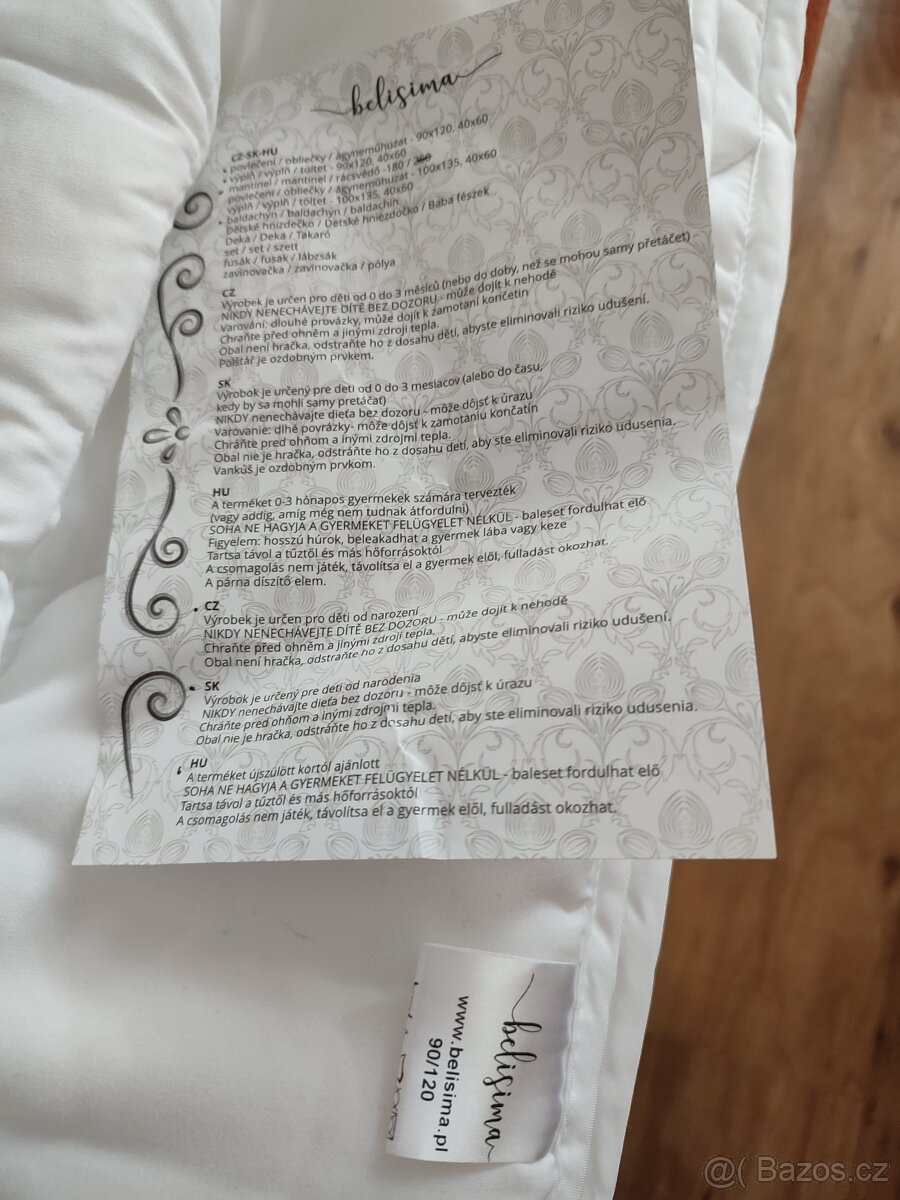 belisima
CZ-SK-HU
• povlečení / obliečky / ágyneműhuzat - 90x120, 40x60
• výplň / výplň / töltet - 90x120, 40x60
• mantinel / mantinel / rácsvédő -180 / 360
povlečení / obliečky / ágyneműhuzat - 100x135, 40x60
výplň / výplň / töltet - 100x135, 40x60
• baldachýn / baldachýn / baldachin
Dětské hnízdečko / Detské hniezdočko / Baba fészek
Deka / Deka / Takaró
set / set / szett
fusak / fusak / lábzsák
zavinovačka / zavinovačka / pólya
CZ
Výrobek je určen pro děti od 0 do 3 měsíců (nebo do doby, než se mohou samy přetáčet)
NIKDY NENECHÁVEJTE DÍTĚ BEZ DOZORU - může dojít k nehodě
Varování: dlouhé provázky, může dojít k zamotaní končetin
Chraňte před ohněm a jinými zdroji tepla.
Obal není hračka, odstraňte ho z dosahu dětí, abyste eliminovali riziko udušení.
Polštář je ozdobným prvkem.
SK
Výrobok je určený pre deti od 0 do 3 mesiacov (alebo do času,
kedy by sa mohli samy pretáčať)
NIKDY nenechávajte dieťa bez dozoru - môže dôjsť k úrazu
Varovanie: dlhé povrázky- môže dôjsť k zamotaniu končatín
Chráňte pred ohňom a inými zdrojmi tepla.
Obal nie je hračka, odstráňte ho z dosahu detí, aby ste eliminovali riziko udusenia.
Vankúš je ozdobným prvkom.
HU
A terméket 0-3 hónapos gyermekek számára tervezték
(vagy addig, amíg még nem tudnak átfordulni)
SOHA NE HAGYJA A GYERMEKET FELÜGYELET NÉLKÜL - baleset fordulhat elő
Figyelem: hosszú húrok, beleakadhat a gyermek lába vagy keze
Tartsa távol a tűztől és más hőforrásoktól
A csomagolás nem játék, távolítsa el a gyermek elől, fulladást okozhat.
A párna díszítő elem.
• CZ
Výrobek je určen pro děti od narození
NIKDY NENECHÁVEJTE DÍTĚ BEZ DOZORU - může dojít k nehodě
Chraňte před ohněm a jinými zdroji tepla.
Obal není hračka, odstraňte ho z dosahu dětí, abyste eliminovali riziko udušení.
• SK
Výrobok je určený pre deti od narodenia
NIKDY nenechávajte dieťa bez dozoru - môže dôjsť k úrazu
Chráňte pred ohňom a inými zdrojmi tepla.
Obal nie je hračka, odstráňte ho z dosahu detí, aby ste eliminovali riziko udusenia.
HU
A terméket újszülött kortól ajánlott
SOHA NE HAGYJA A GYERMEKET FELÜGYELET NÉLKÜL - baleset fordulhat elő
Tartsa távol a tűztől és más hőforrásoktól
A csomagolás nem játék, távolítsa el a gyermek elől, fulladást okozhat.
belisima
www.belisima.pl
90/120
@( Bazos.cz